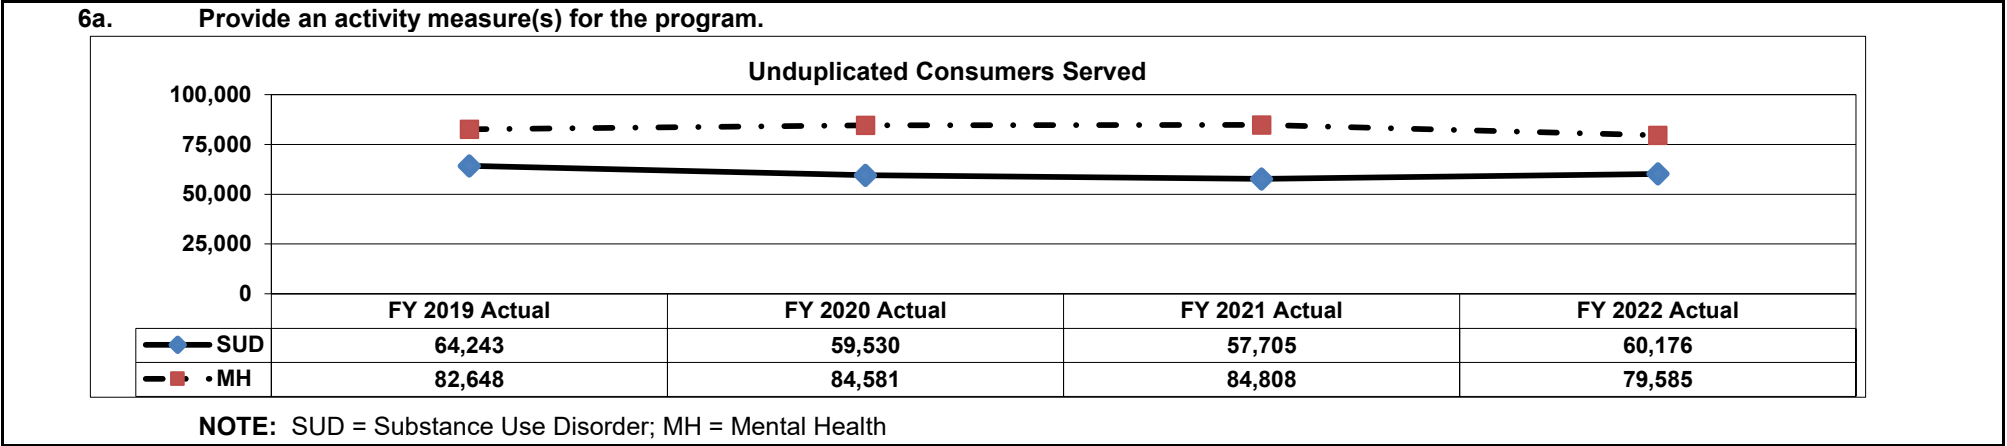 6a. Provide an activity measure(s) for the program.
Unduplicated Consumers Served
100,000
75,000
50,000
25,000
0
FY 2019 Actual FY 2020 Actual FY 2021 Actual FY 2022 Actual
SUD 64,243 59,530 57,705 60,176
MH 82,648 84,581 84,808 79,585
NOTE: SUD = Substance Use Disorder; MH = Mental Health